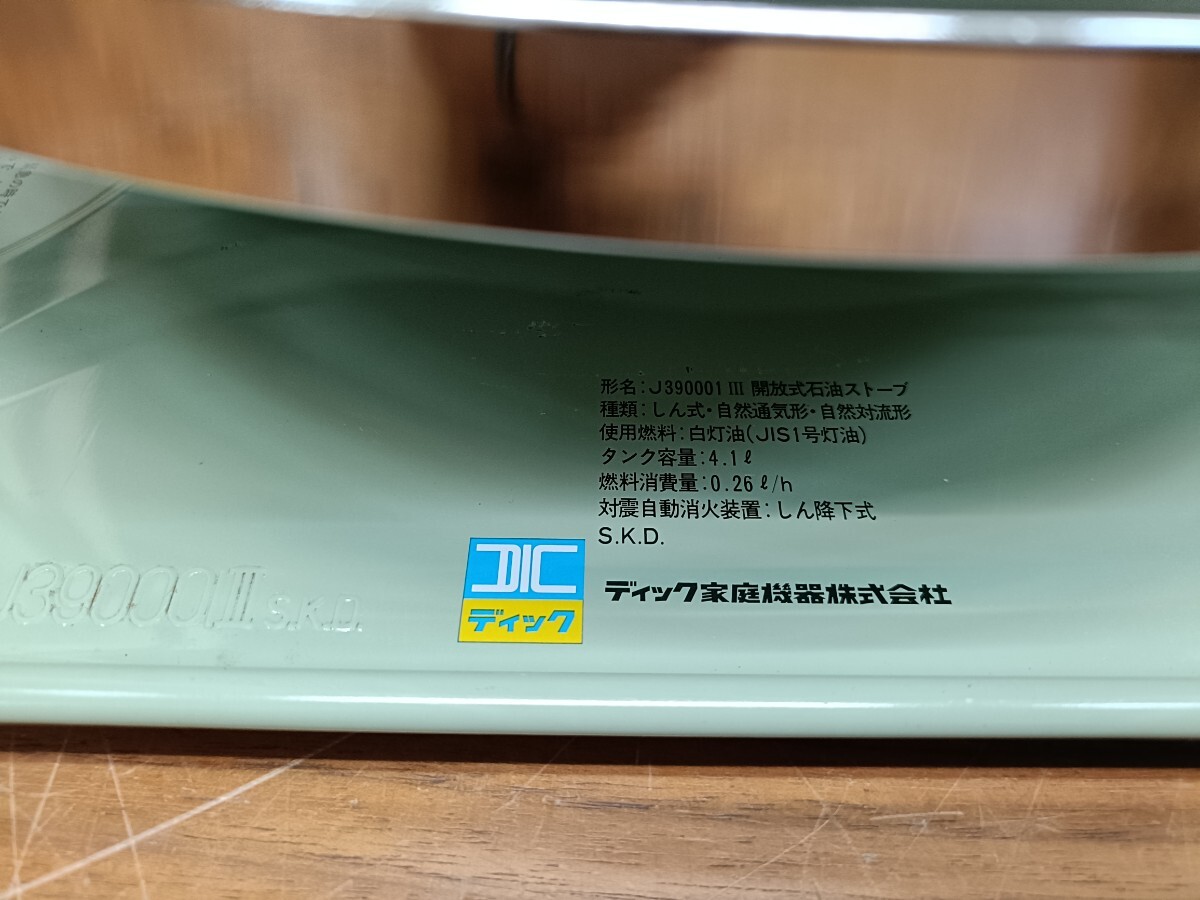 形名:J390001 III 開放式石油ストーブ
種類:しん式・自然通気形・自然対流形
使用燃料:白灯油(JIS1号灯油)
タンク容量:4.1ℓ
燃料消費量:0.26ℓ/h
対震自動消火装置:しん降下式
S.K.D.
DIC
ディック
ディック家庭機器株式会社
J390001III S.K.D.